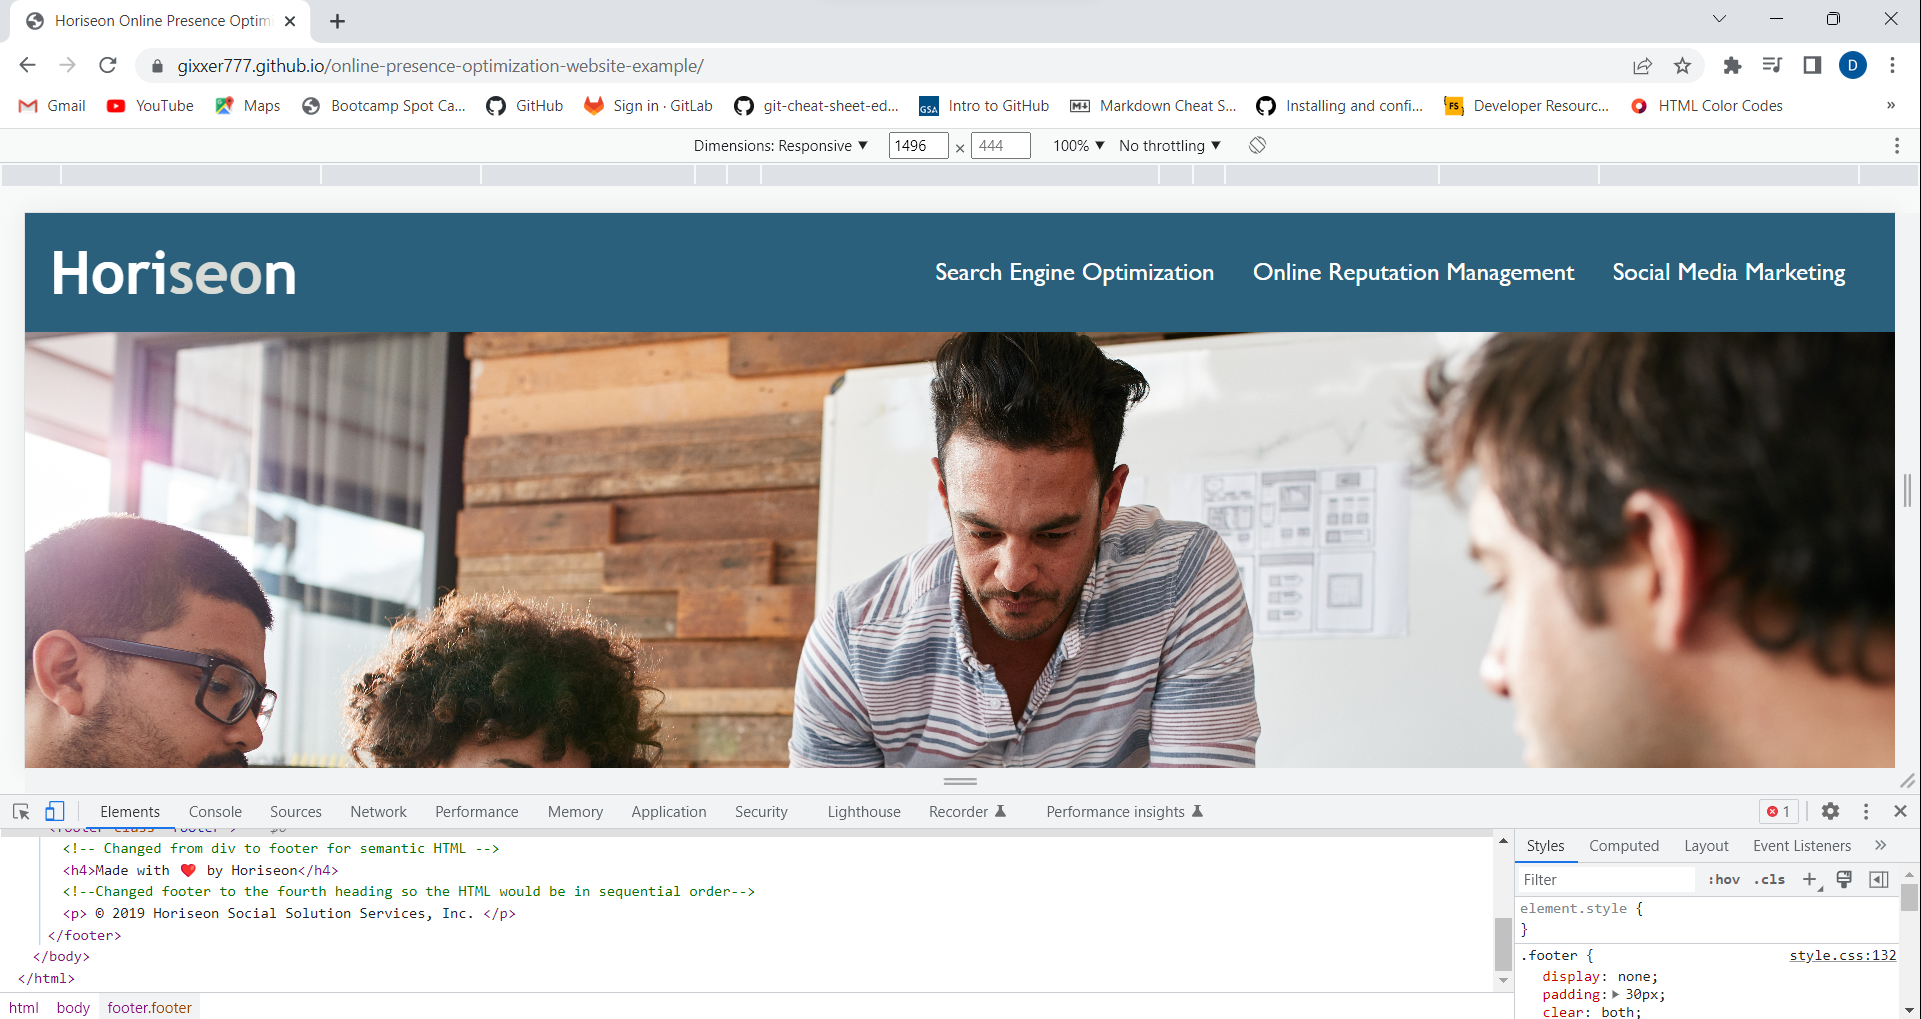 Horiseon Online Presence Optim
gixxer777.github.io/online-presence-optimization-website-example/
D
Gmail YouTube Maps Bootcamp Spot Ca... GitHub Sign in · GitLab git-cheat-sheet-ed... GSA Intro to GitHub Markdown Cheat S... Installing and confi... FS Developer Resourc... HTML Color Codes »
Dimensions: Responsive ▼ 1496 × 444 100% ▼ No throttling ▼
Horiseon Search Engine Optimization Online Reputation Management Social Media Marketing
Elements Console Sources Network Performance Memory Application Security Lighthouse Recorder Performance insights 1
<!-- Changed from div to footer for semantic HTML -->
<h4>Made with ❤️ by Horiseon</h4>
<!--Changed footer to the fourth heading so the HTML would be in sequential order-->
<p> © 2019 Horiseon Social Solution Services, Inc. </p>
</footer>
</body>
</html>
html body footer.footer
Styles Computed Layout Event Listeners »
Filter :hov .cls +
element.style {
}
.footer { style.css:132
display: none;
padding: ▶ 30px;
clear: both;